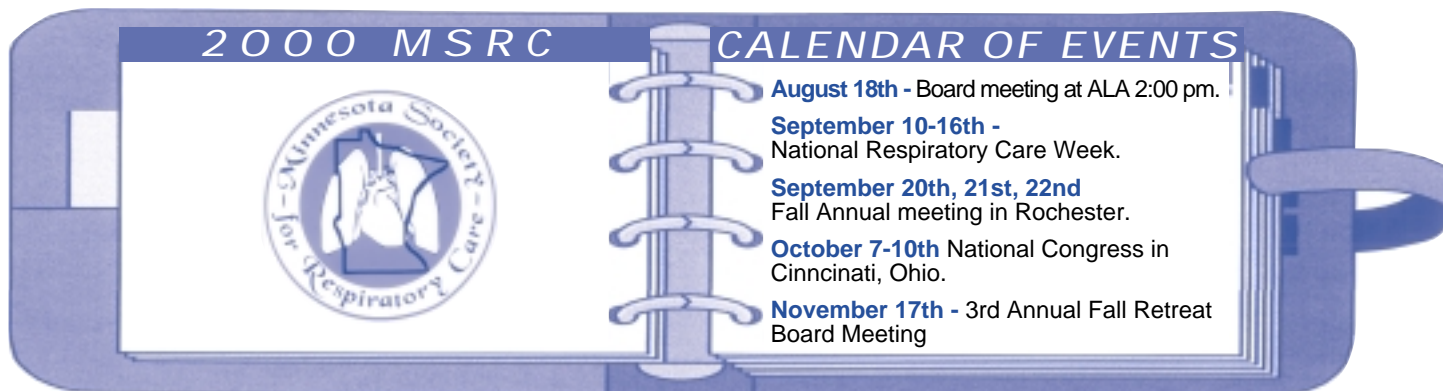 2000 MSRC
Minnesota Society
for Respiratory Care
CALENDAR OF EVENTS
August 18th - Board meeting at ALA 2:00 pm.
September 10-16th -
National Respiratory Care Week.
September 20th, 21st, 22nd
Fall Annual meeting in Rochester.
October 7-10th National Congress in
Cinncinati, Ohio.
November 17th - 3rd Annual Fall Retreat
Board Meeting